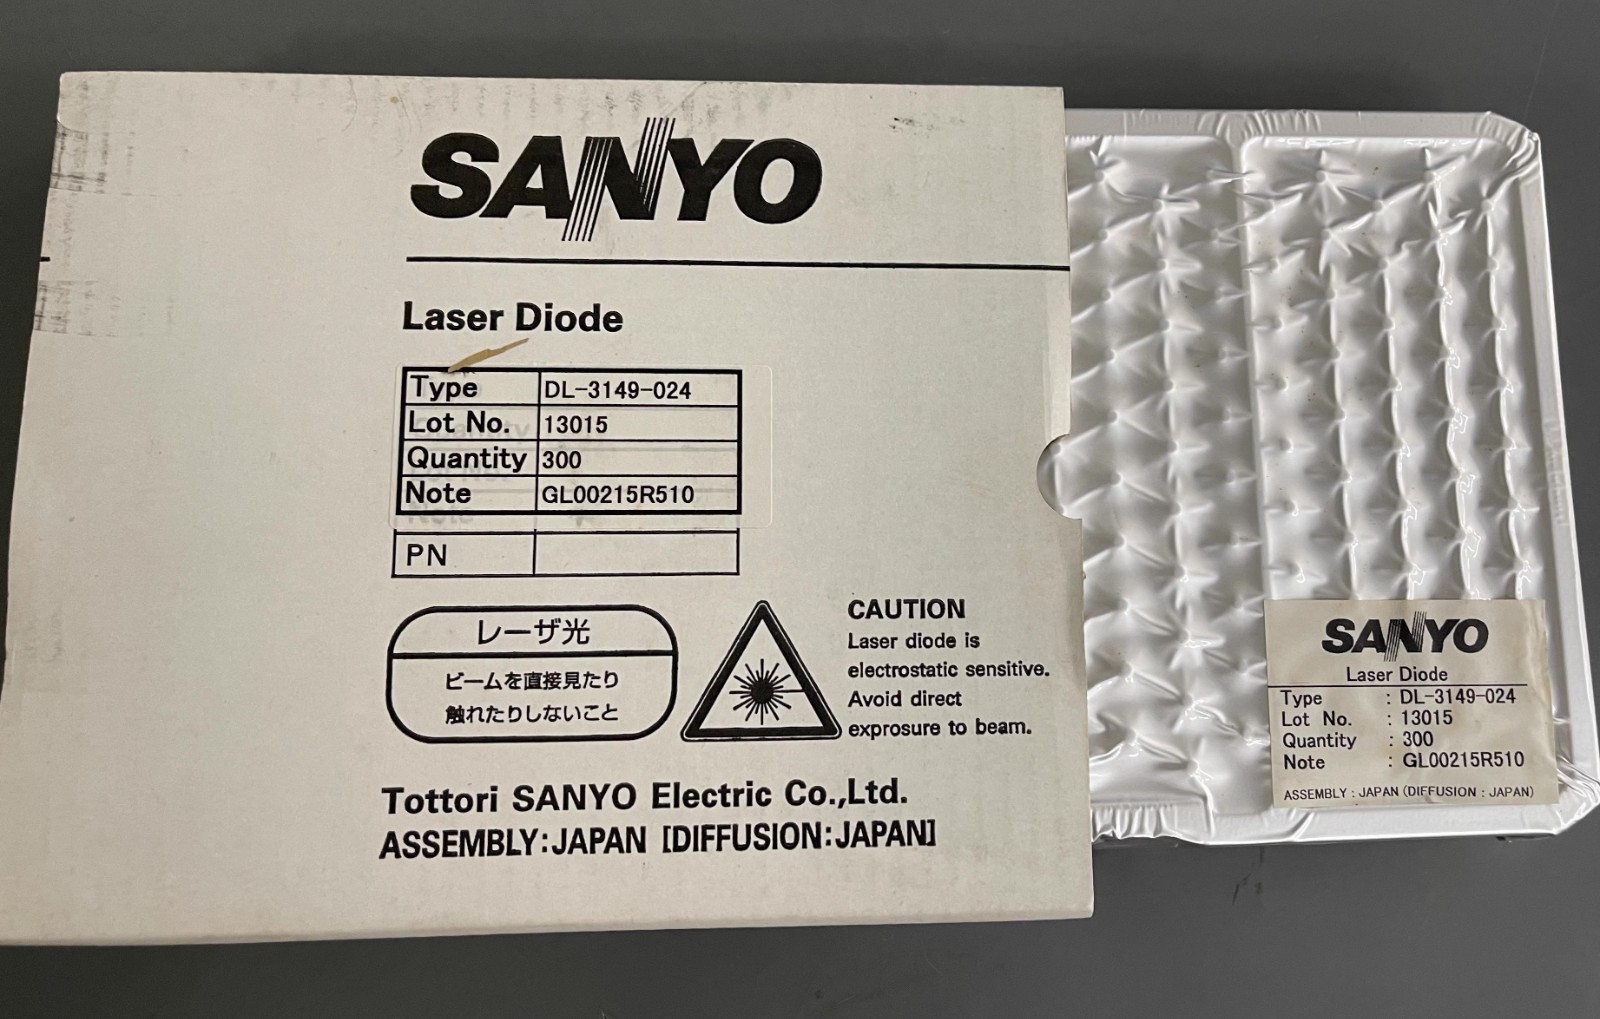 SANYO
Laser Diode
Type DL-3149-024
Lot No. 13015
Quantity 300
Note GL00215R510
PN
レーザ光
ビームを直接見たり
触れたりしないこと
CAUTION
Laser diode is
electrostatic sensitive.
Avoid direct
exprosure to beam.
Tottori SANYO Electric Co.,Ltd.
ASSEMBLY:JAPAN [DIFFUSION:JAPAN]
SANYO
Laser Diode
Type : DL-3149-024
Lot No. : 13015
Quantity : 300
Note : GL00215R510
ASSEMBLY : JAPAN (DIFFUSION : JAPAN)